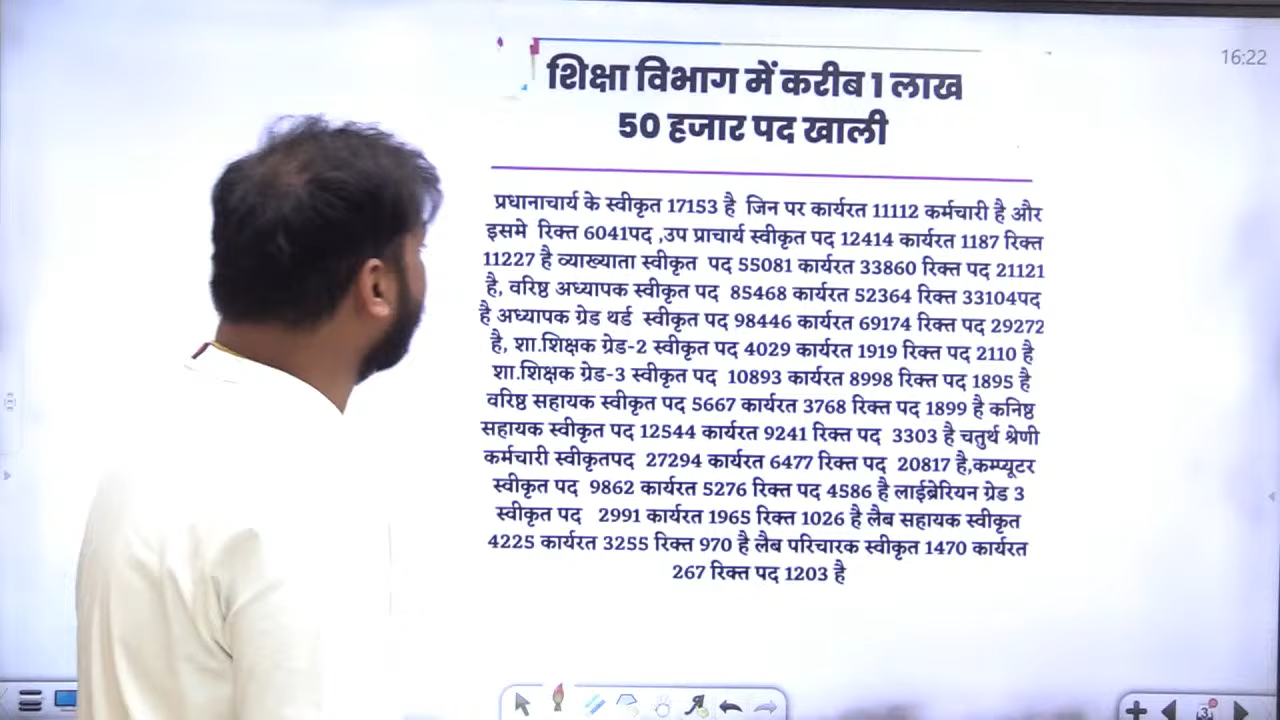 16:22
शिक्षा विभाग में करीब 1 लाख
50 हजार पद खाली
प्रधानाचार्य के स्वीकृत 17153 है जिन पर कार्यरत 11112 कर्मचारी है और
इसमे रिक्त 6041पद ,उप प्राचार्य स्वीकृत पद 12414 कार्यरत 1187 रिक्त
11227 है व्याख्याता स्वीकृत पद 55081 कार्यरत 33860 रिक्त पद 21121
है, वरिष्ठ अध्यापक स्वीकृत पद 85468 कार्यरत 52364 रिक्त 33104पद
है अध्यापक ग्रेड थर्ड स्वीकृत पद 98446 कार्यरत 69174 रिक्त पद 29272
है, शा.शिक्षक ग्रेड-2 स्वीकृत पद 4029 कार्यरत 1919 रिक्त पद 2110 है
शा.शिक्षक ग्रेड-3 स्वीकृत पद 10893 कार्यरत 8998 रिक्त पद 1895 है
वरिष्ठ सहायक स्वीकृत पद 5667 कार्यरत 3768 रिक्त पद 1899 है कनिष्ठ
सहायक स्वीकृत पद 12544 कार्यरत 9241 रिक्त पद 3303 है चतुर्थ श्रेणी
कर्मचारी स्वीकृतपद 27294 कार्यरत 6477 रिक्त पद 20817 है,कम्प्यूटर
स्वीकृत पद 9862 कार्यरत 5276 रिक्त पद 4586 है लाईब्रेरियन ग्रेड 3
स्वीकृत पद 2991 कार्यरत 1965 रिक्त 1026 है लैब सहायक स्वीकृत
4225 कार्यरत 3255 रिक्त 970 है लैब परिचारक स्वीकृत 1470 कार्यरत
267 रिक्त पद 1203 है
3